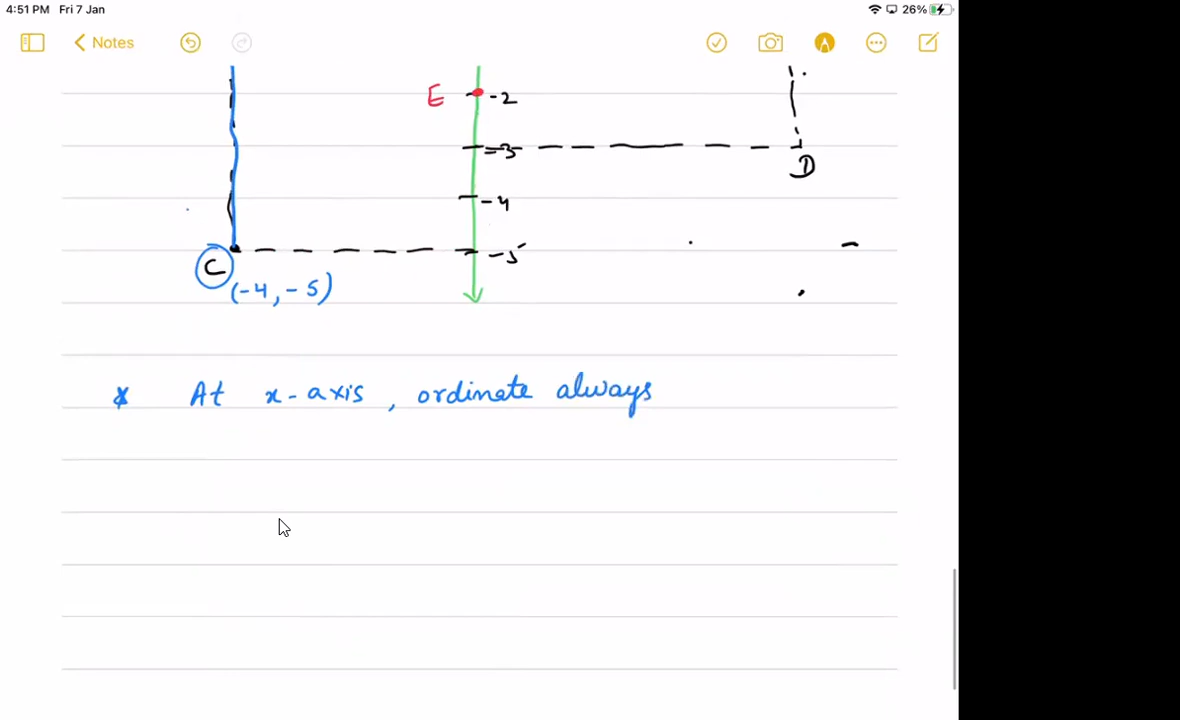 4:51 PM Fri 7 Jan 26%
Notes
E -2
-3
D
-4
-5
C
(-4, -5)
* At x-axis, ordinate always